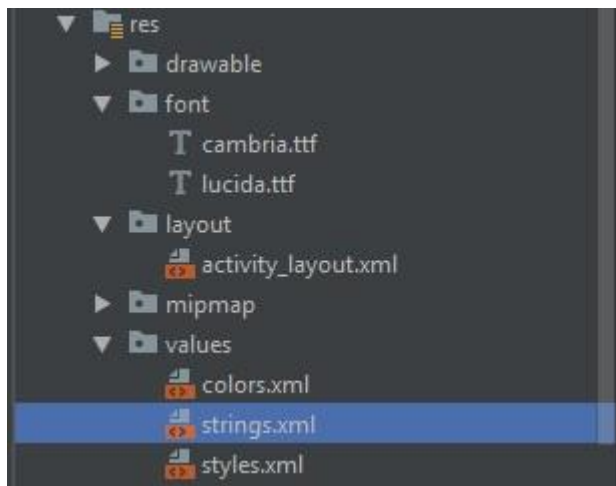 res
drawable
font
cambria.ttf
lucida.ttf
layout
activity_layout.xml
mipmap
values
colors.xml
strings.xml
styles.xml